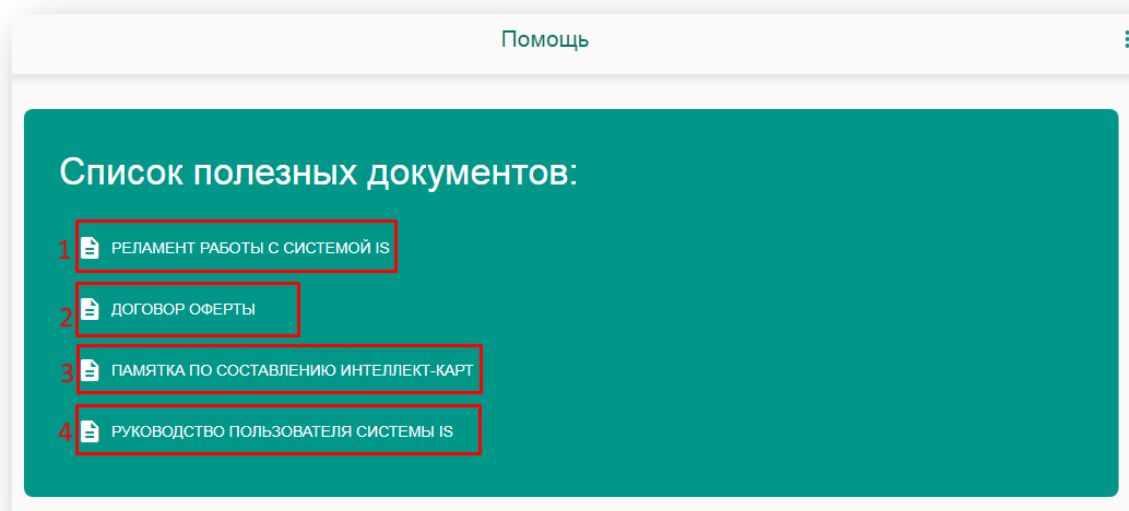 Помощь
Список полезных документов:
1 РЕЛАМЕНТ РАБОТЫ С СИСТЕМОЙ IS
2 ДОГОВОР ОФЕРТЫ
3 ПАМЯТКА ПО СОСТАВЛЕНИЮ ИНТЕЛЛЕКТ-КАРТ
4 РУКОВОДСТВО ПОЛЬЗОВАТЕЛЯ СИСТЕМЫ IS